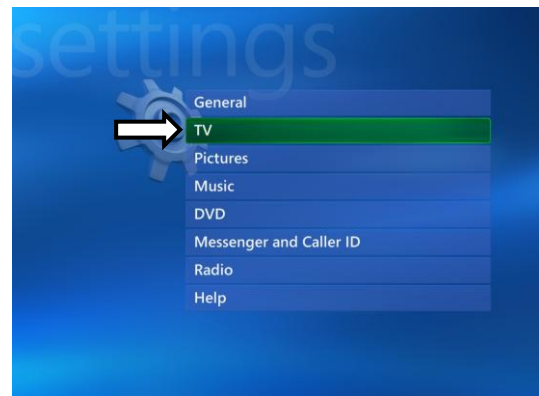 settings
General
TV
Pictures
Music
DVD
Messenger and Caller ID
Radio
Help